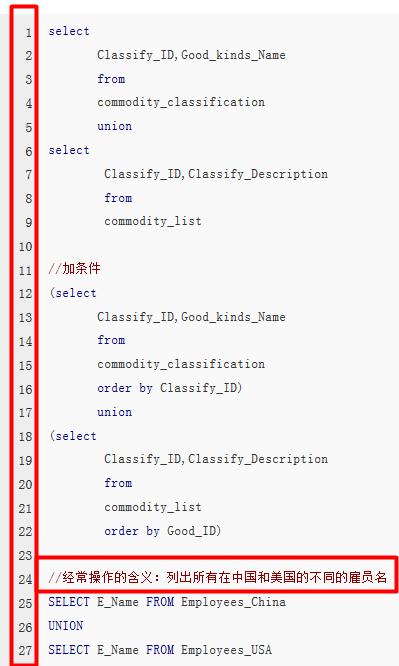 1 select
2 Classify_ID,Good_kinds_Name
3 from
4 commodity_classification
5 union
6 select
7 Classify_ID,Classify_Description
8 from
9 commodity_list
10
11 //加条件
12 (select
13 Classify_ID,Good_kinds_Name
14 from
15 commodity_classification
16 order by Classify_ID)
17 union
18 (select
19 Classify_ID,Classify_Description
20 from
21 commodity_list
22 order by Good_ID)
23
24 //经常操作的含义：列出所有在中国和美国的不同的雇员名
25 SELECT E_Name FROM Employees_China
26 UNION
27 SELECT E_Name FROM Employees_USA